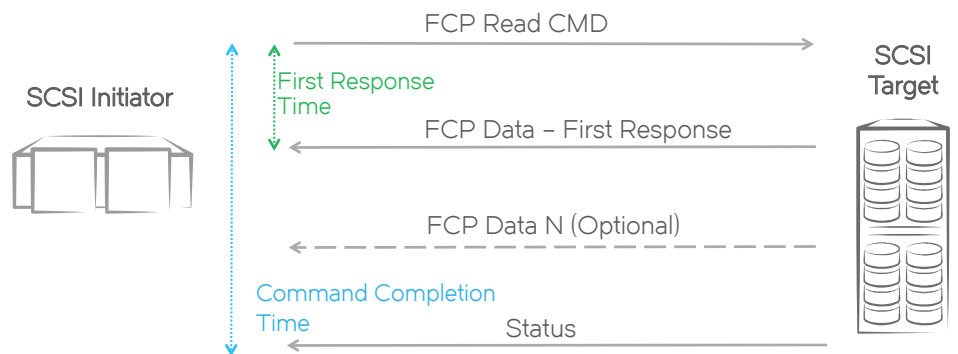 FCP Read CMD
SCSI
Target
First Response
Time
SCSI Initiator
FCP Data – First Response
FCP Data N (Optional)
Command Completion
Time
Status